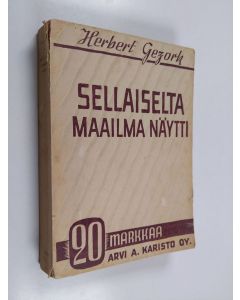 Herbert Gezork
SELLAISELTA
MAAILMA NÄYTTI
20 MARKKAA
ARVI A. KARISTO OY.